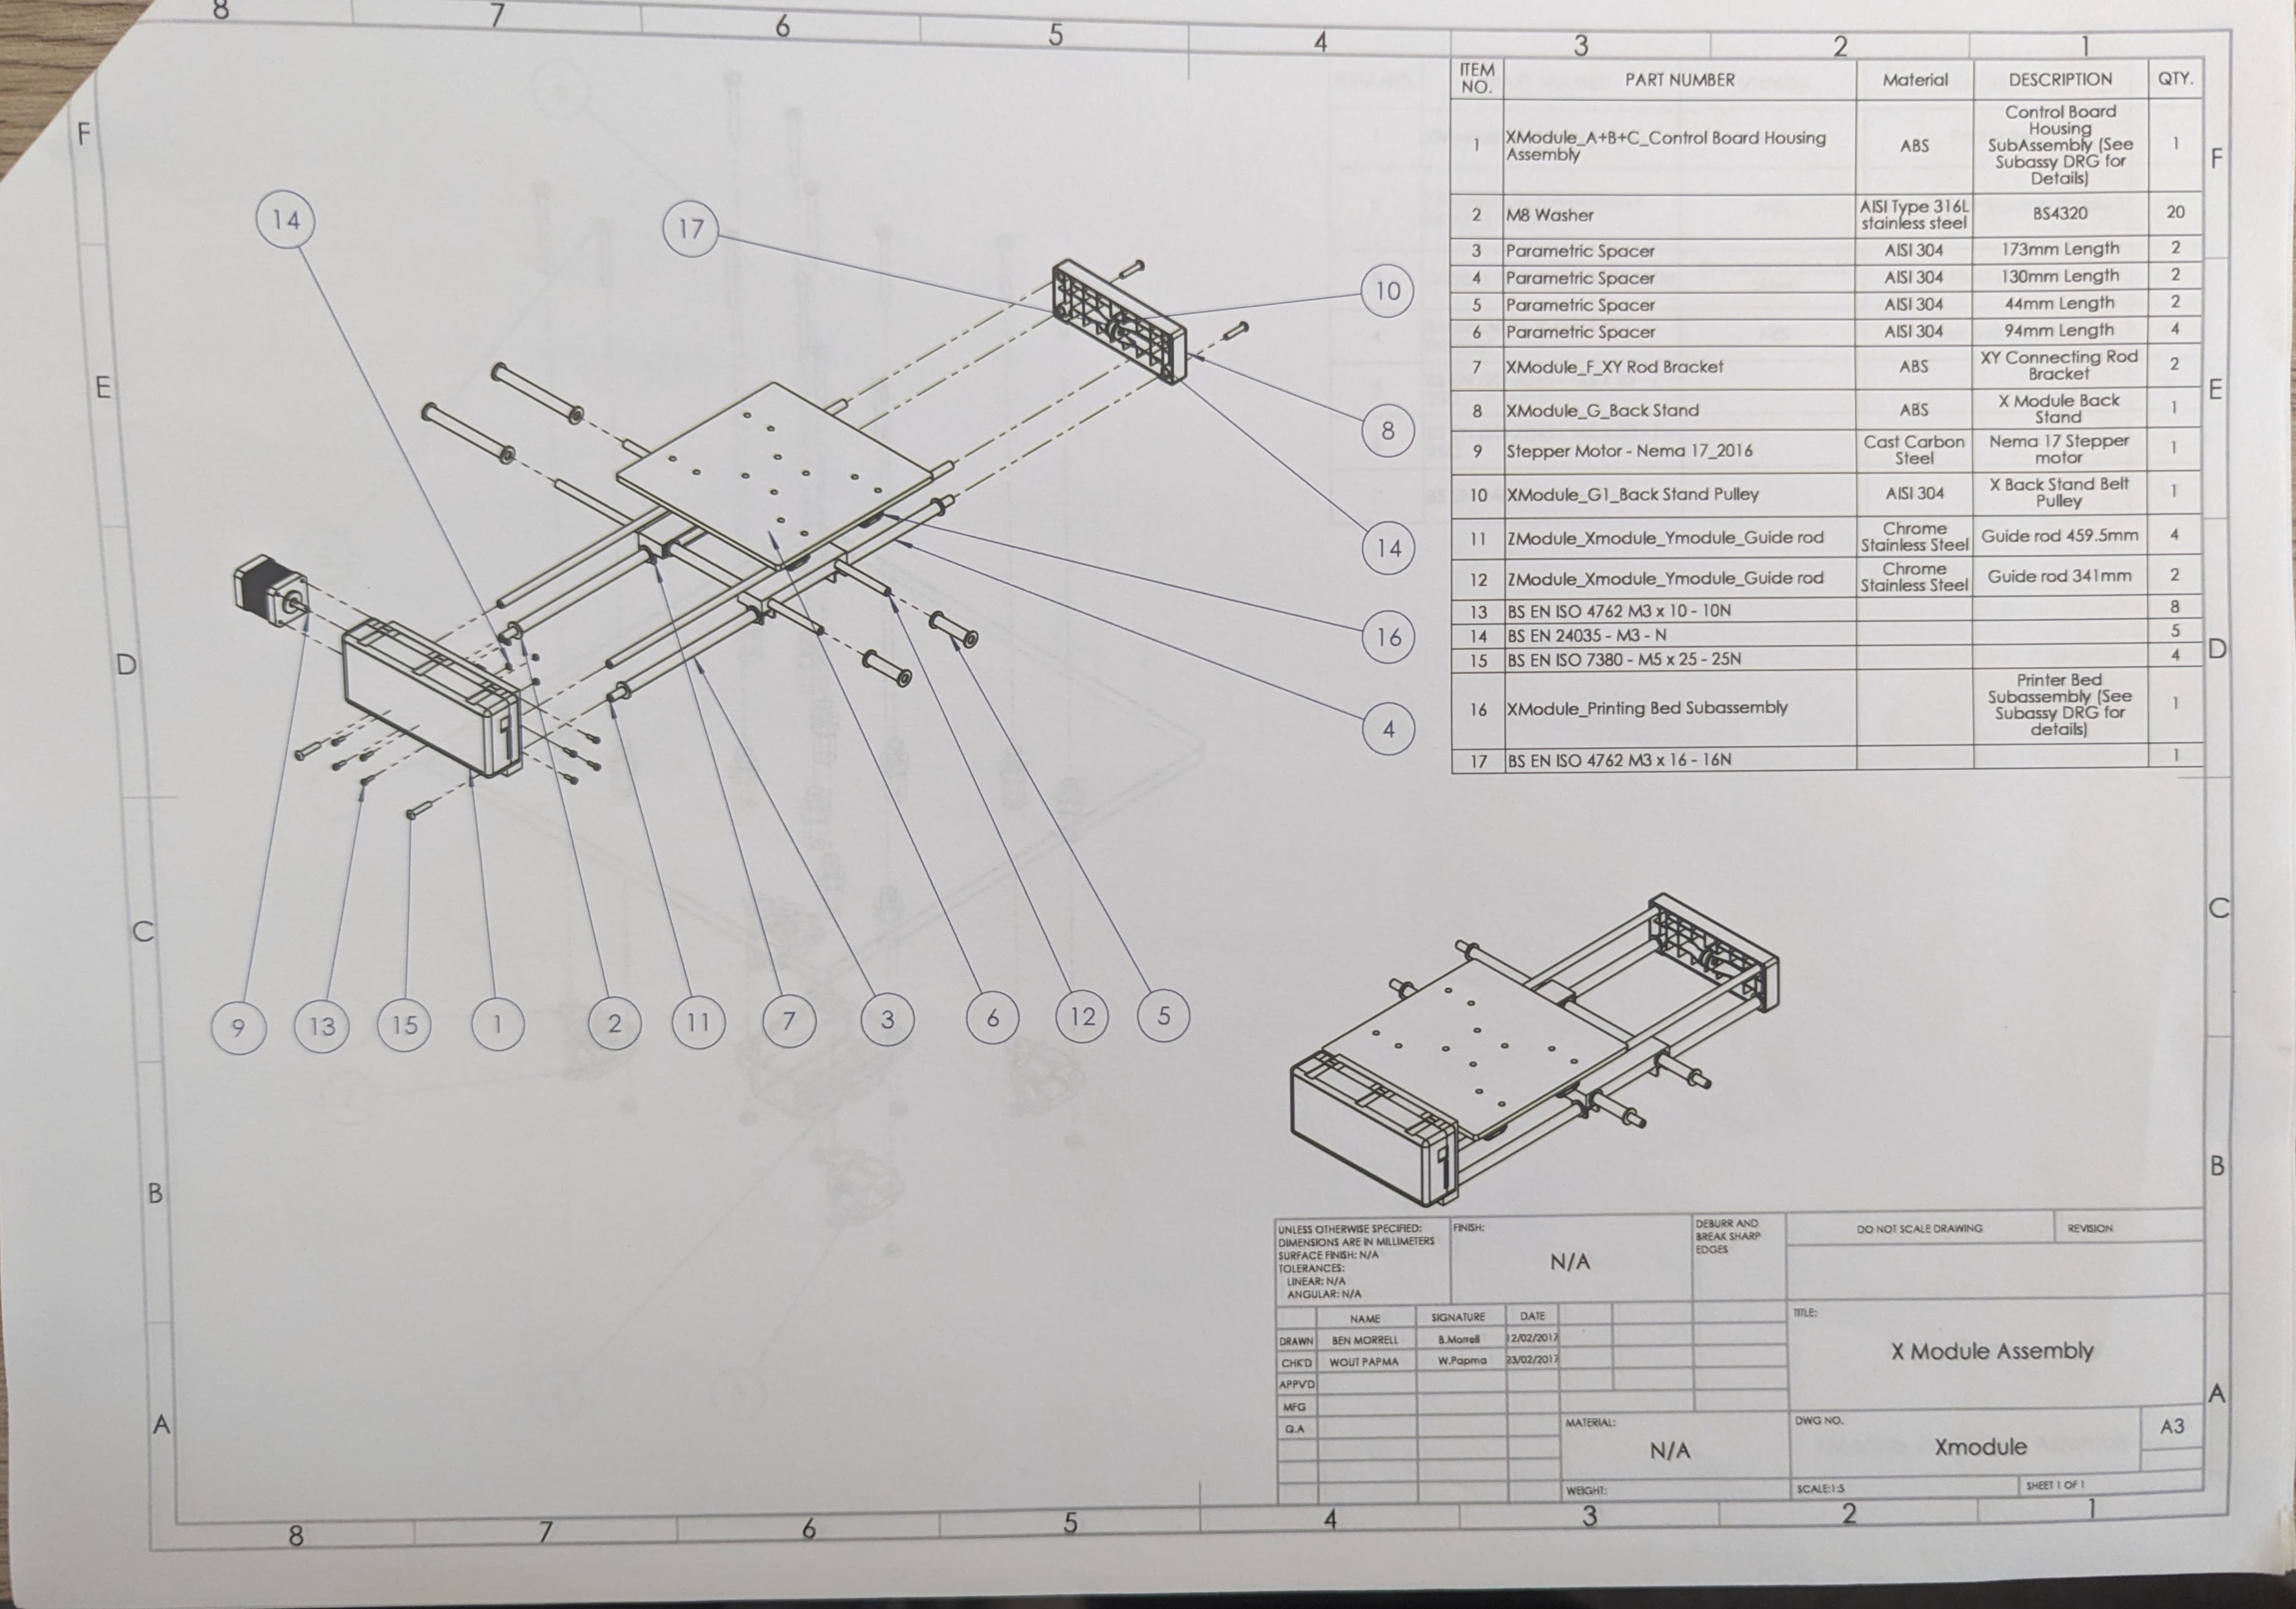 8 7 6 5 4 3 2 1
F
E
D
C
B
A
14
17
10
8
14
16
4
9 13 15 1 2 11 7 3 6 12 5
ITEM NO. PART NUMBER Material DESCRIPTION QTY.
1 XModule_A+B+C_Control Board Housing Assembly ABS Control Board Housing SubAssembly (See Subassy DRG for Details) 1
2 M8 Washer AISI Type 316L stainless steel BS4320 20
3 Parametric Spacer AISI 304 173mm Length 2
4 Parametric Spacer AISI 304 130mm Length 2
5 Parametric Spacer AISI 304 44mm Length 2
6 Parametric Spacer AISI 304 94mm Length 4
7 XModule_F_XY Rod Bracket ABS XY Connecting Rod Bracket 2
8 XModule_G_Back Stand ABS X Module Back Stand 1
9 Stepper Motor - Nema 17_2016 Cast Carbon Steel Nema 17 Stepper motor 1
10 XModule_G1_Back Stand Pulley AISI 304 X Back Stand Belt Pulley 1
11 ZModule_Xmodule_Ymodule_Guide rod Chrome Stainless Steel Guide rod 459.5mm 4
12 ZModule_Xmodule_Ymodule_Guide rod Chrome Stainless Steel Guide rod 341mm 2
13 BS EN ISO 4762 M3 x 10 - 10N 8
14 BS EN 24035 - M3 - N 5
15 BS EN ISO 7380 - M5 x 25 - 25N 4
16 XModule_Printing Bed Subassembly Printer Bed Subassembly (See Subassy DRG for details) 1
17 BS EN ISO 4762 M3 x 16 - 16N 1
F
E
D
C
B
A
UNLESS OTHERWISE SPECIFIED:
DIMENSIONS ARE IN MILLIMETERS
SURFACE FINISH: N/A
TOLERANCES:
LINEAR: N/A
ANGULAR: N/A
FINISH:
N/A
DEBURR AND
BREAK SHARP
EDGES
DO NOT SCALE DRAWING
REVISION
NAME SIGNATURE DATE
DRAWN BEN MORRELL B.Morrell 12/02/2017
CHK'D WOUT PAPMA W.Papma 23/02/2017
APPV'D
MFG
Q.A
MATERIAL:
N/A
WEIGHT:
TITLE:
X Module Assembly
DWG NO.
Xmodule
A3
SCALE:1:5
SHEET 1 OF 1
8 7 6 5 4 3 2 1